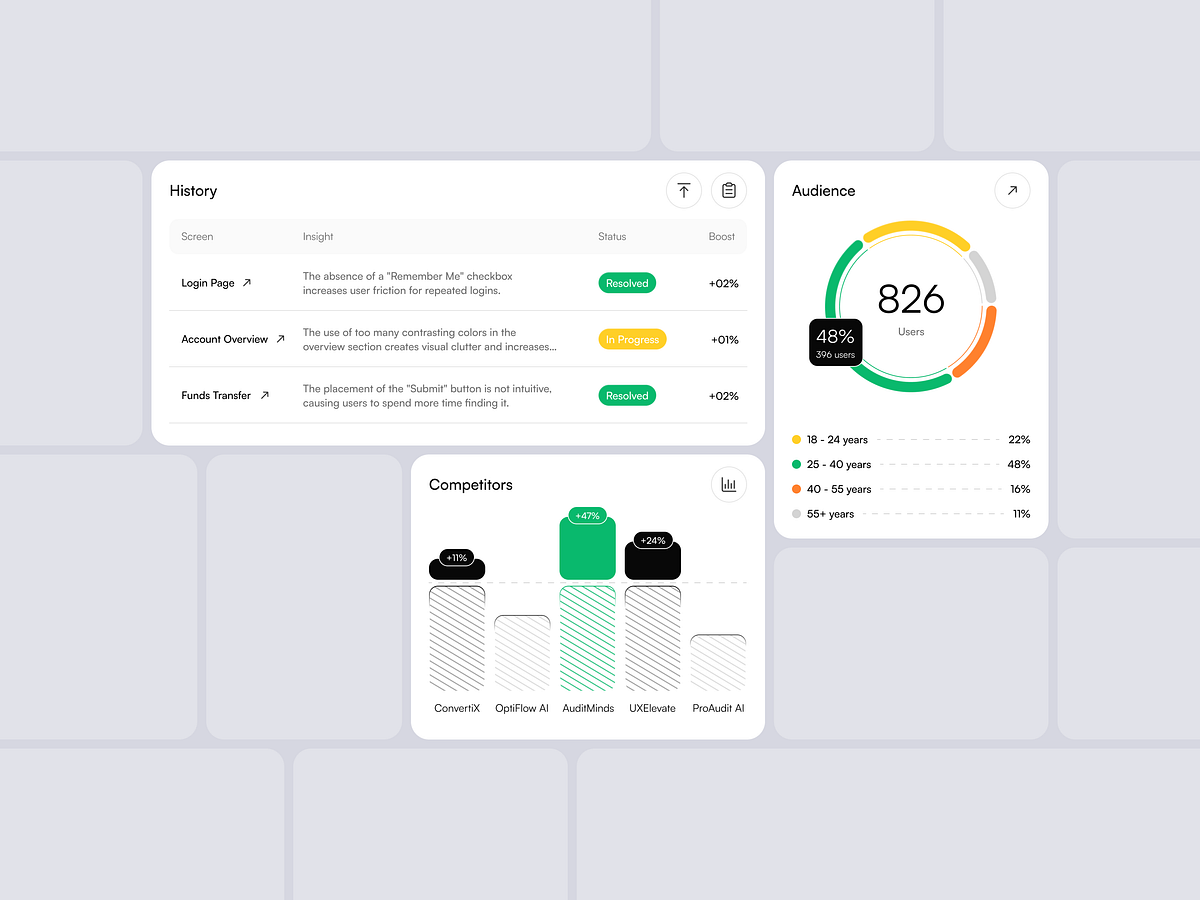 History
Screen Insight Status Boost
Login Page The absence of a "Remember Me" checkbox
increases user friction for repeated logins. Resolved +02%
Account Overview The use of too many contrasting colors in the
overview section creates visual clutter and increases... In Progress +01%
Funds Transfer The placement of the "Submit" button is not intuitive,
causing users to spend more time finding it. Resolved +02%
Audience
826
Users
48%
396 users
18 - 24 years 22%
25 - 40 years 48%
40 - 55 years 16%
55+ years 11%
Competitors
+11% +47% +24%
ConvertiX OptiFlow AI AuditMinds UXElevate ProAudit AI